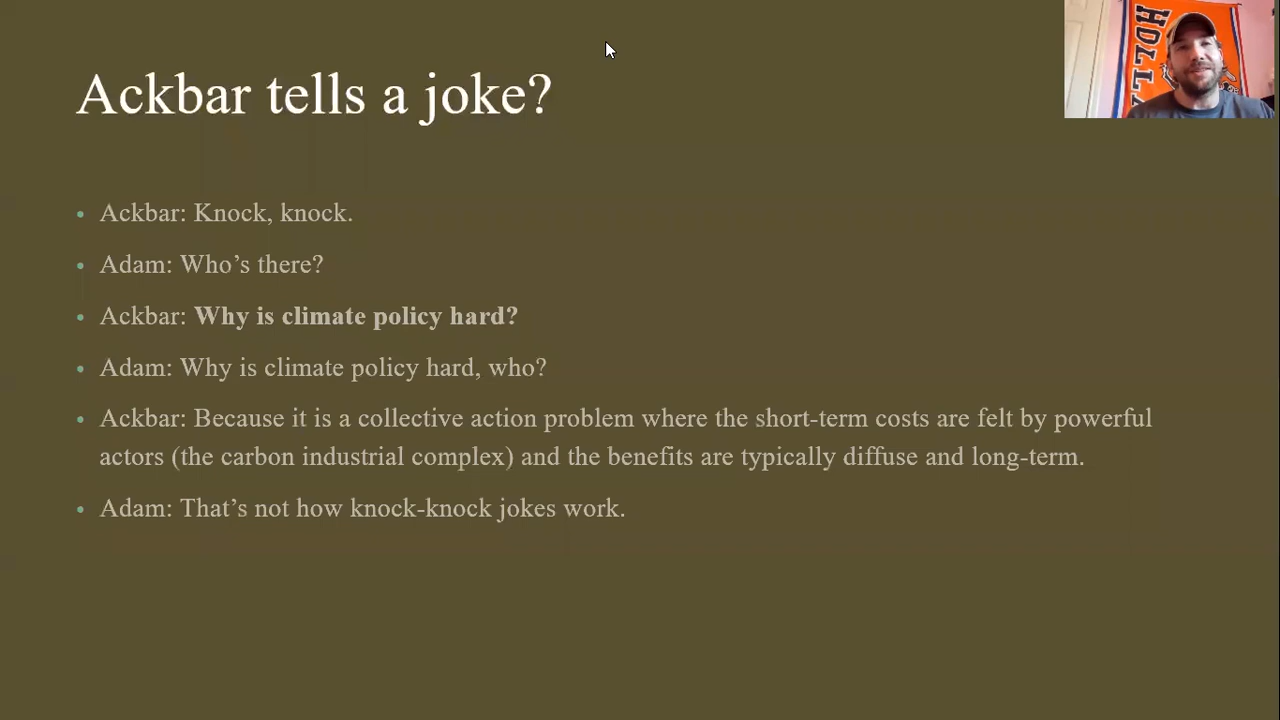 Ackbar tells a joke?
• Ackbar: Knock, knock.
• Adam: Who’s there?
• Ackbar: Why is climate policy hard?
• Adam: Why is climate policy hard, who?
• Ackbar: Because it is a collective action problem where the short-term costs are felt by powerful
actors (the carbon industrial complex) and the benefits are typically diffuse and long-term.
• Adam: That’s not how knock-knock jokes work.